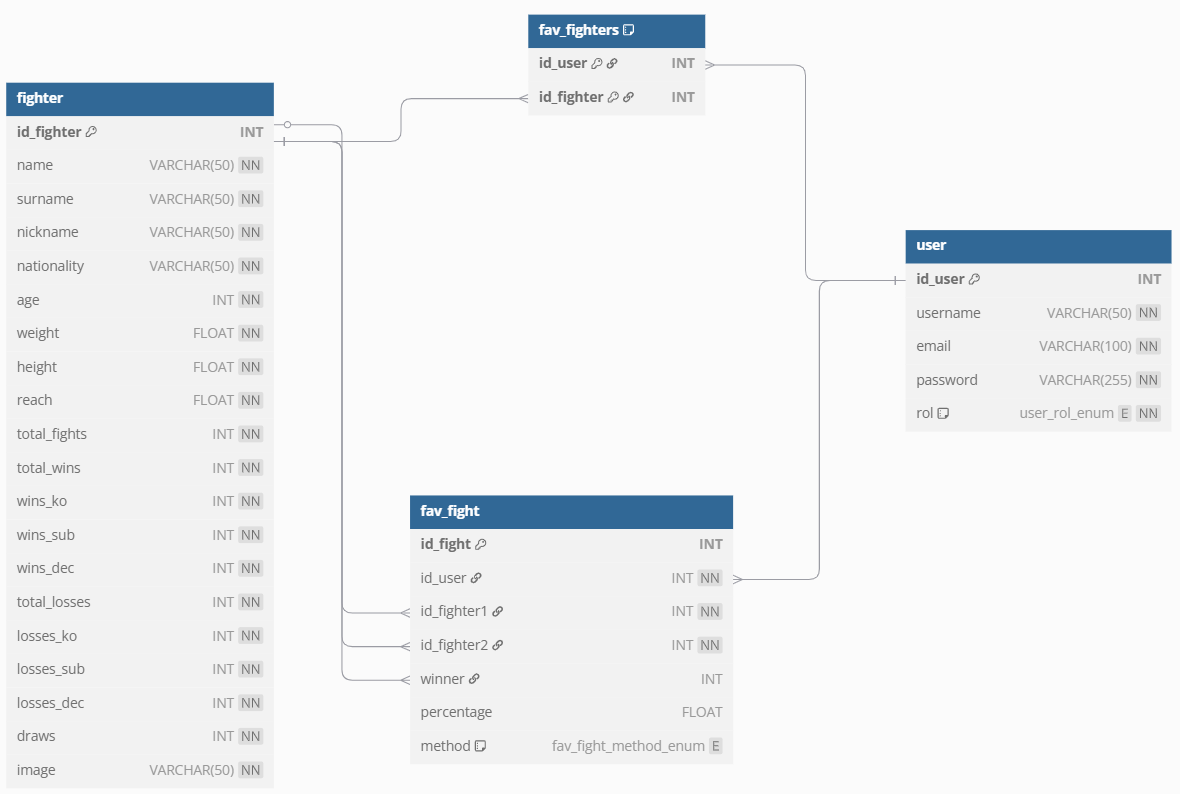 fav_fighters
id_user INT
id_fighter INT
fighter
id_fighter INT
name VARCHAR(50) NN
surname VARCHAR(50) NN
nickname VARCHAR(50) NN
nationality VARCHAR(50) NN
age INT NN
weight FLOAT NN
height FLOAT NN
reach FLOAT NN
total_fights INT NN
total_wins INT NN
wins_ko INT NN
wins_sub INT NN
wins_dec INT NN
total_losses INT NN
losses_ko INT NN
losses_sub INT NN
losses_dec INT NN
draws INT NN
image VARCHAR(50) NN
user
id_user INT
username VARCHAR(50) NN
email VARCHAR(100) NN
password VARCHAR(255) NN
rol user_rol_enum E NN
fav_fight
id_fight INT
id_user INT NN
id_fighter1 INT NN
id_fighter2 INT NN
winner INT
percentage FLOAT
method fav_fight_method_enum E